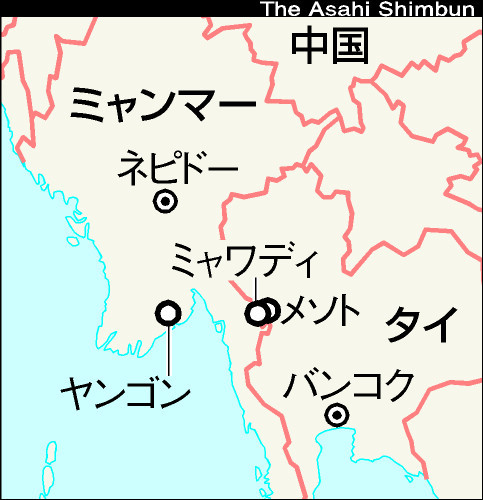 The Asahi Shimbun
中国
ミャンマー
ネピドー
ミャワディ
メソト
タイ
ヤンゴン
バンコク